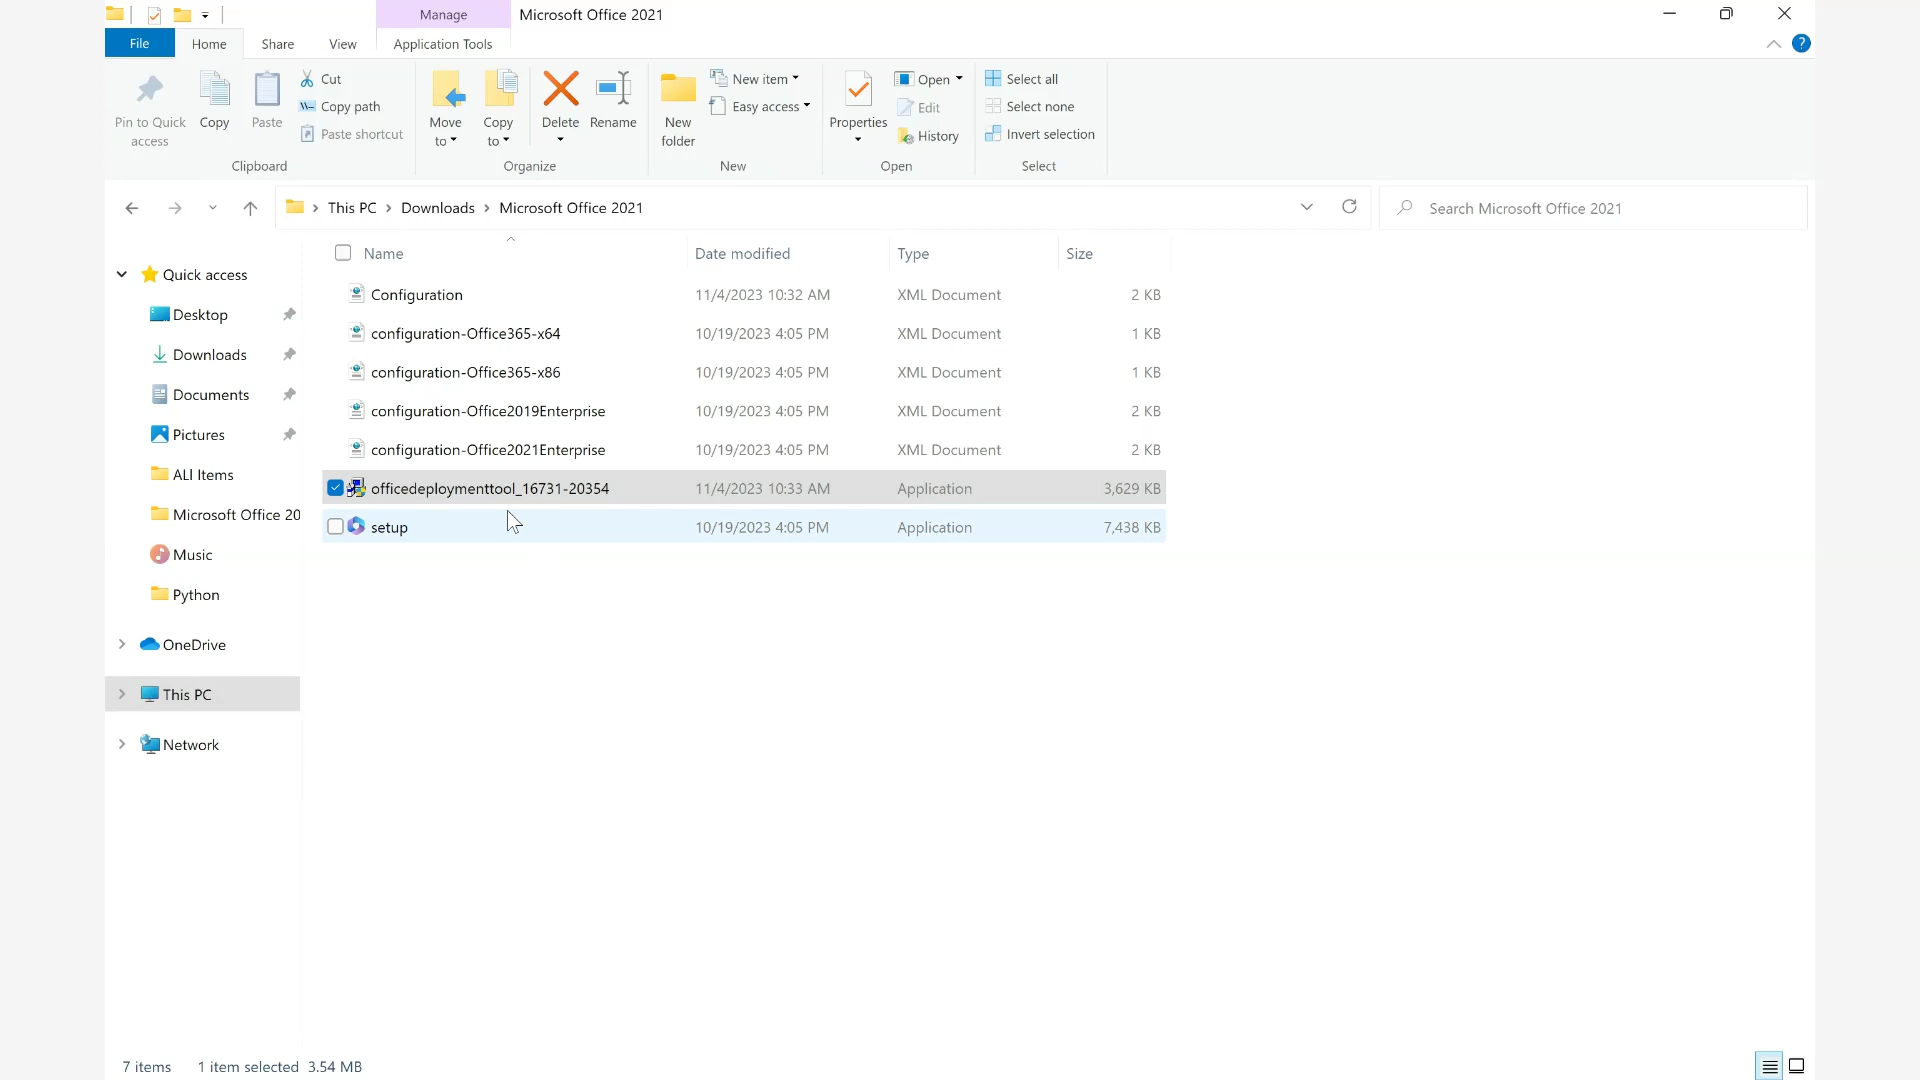 Manage
Microsoft Office 2021
File
Home
Share
View
Application Tools
?
Pin to Quick
access
Copy
Paste
Cut
Copy path
Paste shortcut
Clipboard
Move
to
Copy
to
Delete
Rename
Organize
New
folder
New item
Easy access
New
Properties
Open
Edit
History
Open
Select all
Select none
Invert selection
Select
This PC > Downloads > Microsoft Office 2021
Search Microsoft Office 2021
Quick access
Desktop
Downloads
Documents
Pictures
ALl Items
Microsoft Office 20
Music
Python
OneDrive
This PC
Network
Name Date modified Type Size
Configuration 11/4/2023 10:32 AM XML Document 2 KB
configuration-Office365-x64 10/19/2023 4:05 PM XML Document 1 KB
configuration-Office365-x86 10/19/2023 4:05 PM XML Document 1 KB
configuration-Office2019Enterprise 10/19/2023 4:05 PM XML Document 2 KB
configuration-Office2021Enterprise 10/19/2023 4:05 PM XML Document 2 KB
officedeploymenttool_16731-20354 11/4/2023 10:33 AM Application 3,629 KB
setup 10/19/2023 4:05 PM Application 7,438 KB
7 items 1 item selected 3.54 MB